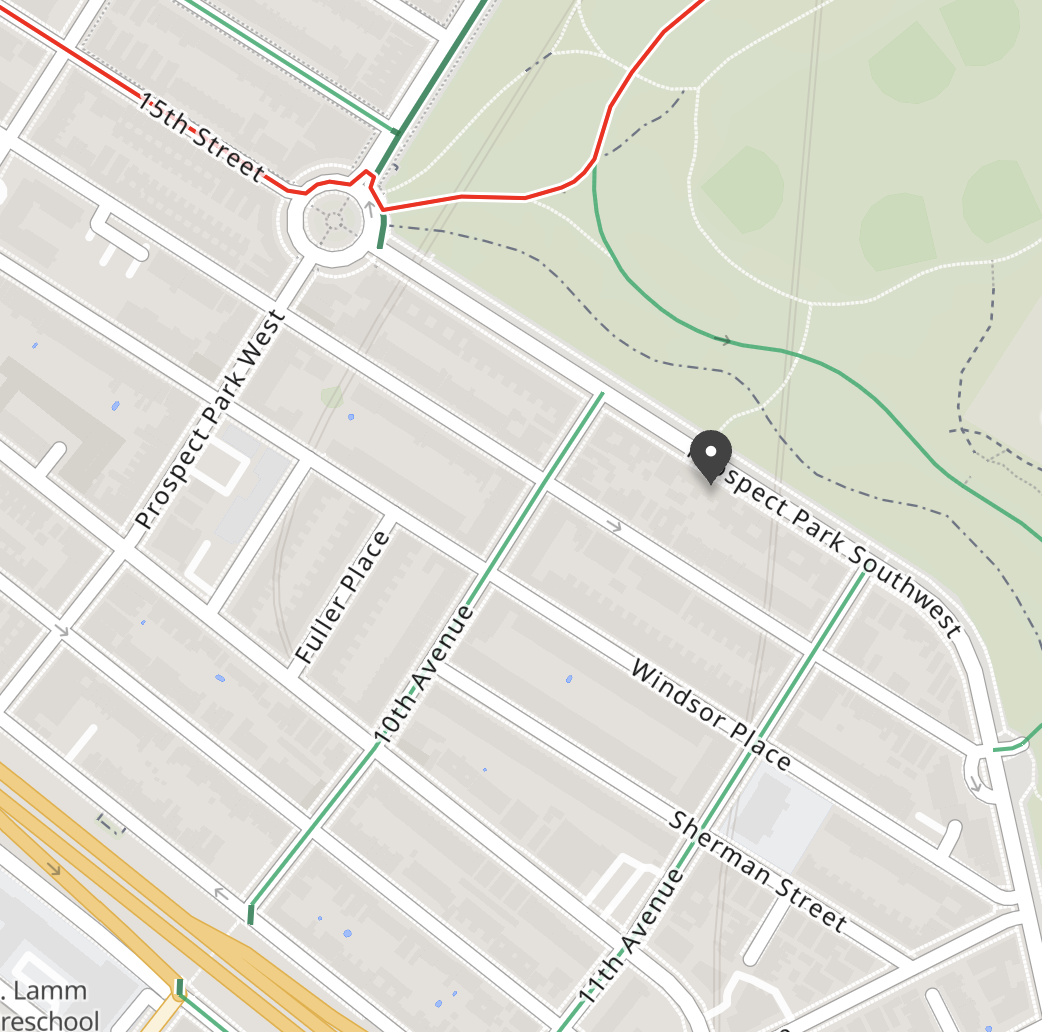 15th Street
Prospect Park West
Prospect Park Southwest
Fuller Place
10th Avenue
Windsor Place
Sherman Street
11th Avenue
. Lamm
reschool